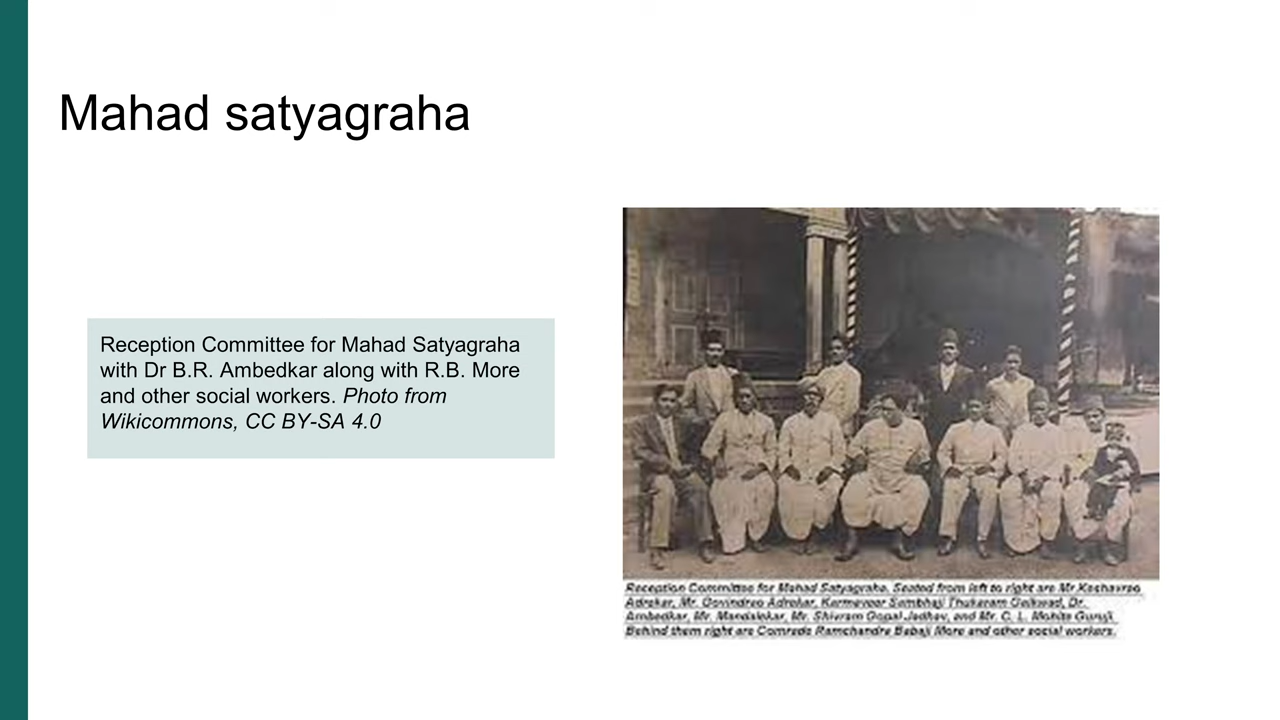 Mahad satyagraha
Reception Committee for Mahad Satyagraha
with Dr B.R. Ambedkar along with R.B. More
and other social workers. Photo from
Wikicommons, CC BY-SA 4.0
Reception Committee for Mahad Satyagraha. Seated from left to right are Mr Keshavrao
Adrekar, Mr. Govindrao Adrekar, Karmaveer Sambhaji Thukaram Gaikwad, Dr.
Ambedkar, Mr. Mandalekar, Mr. Shivram Gopal Jadhav, and Mr. C. L. Mohite Guruji.
Behind them right are Comrade Ramchandra Babaji More and other social workers.